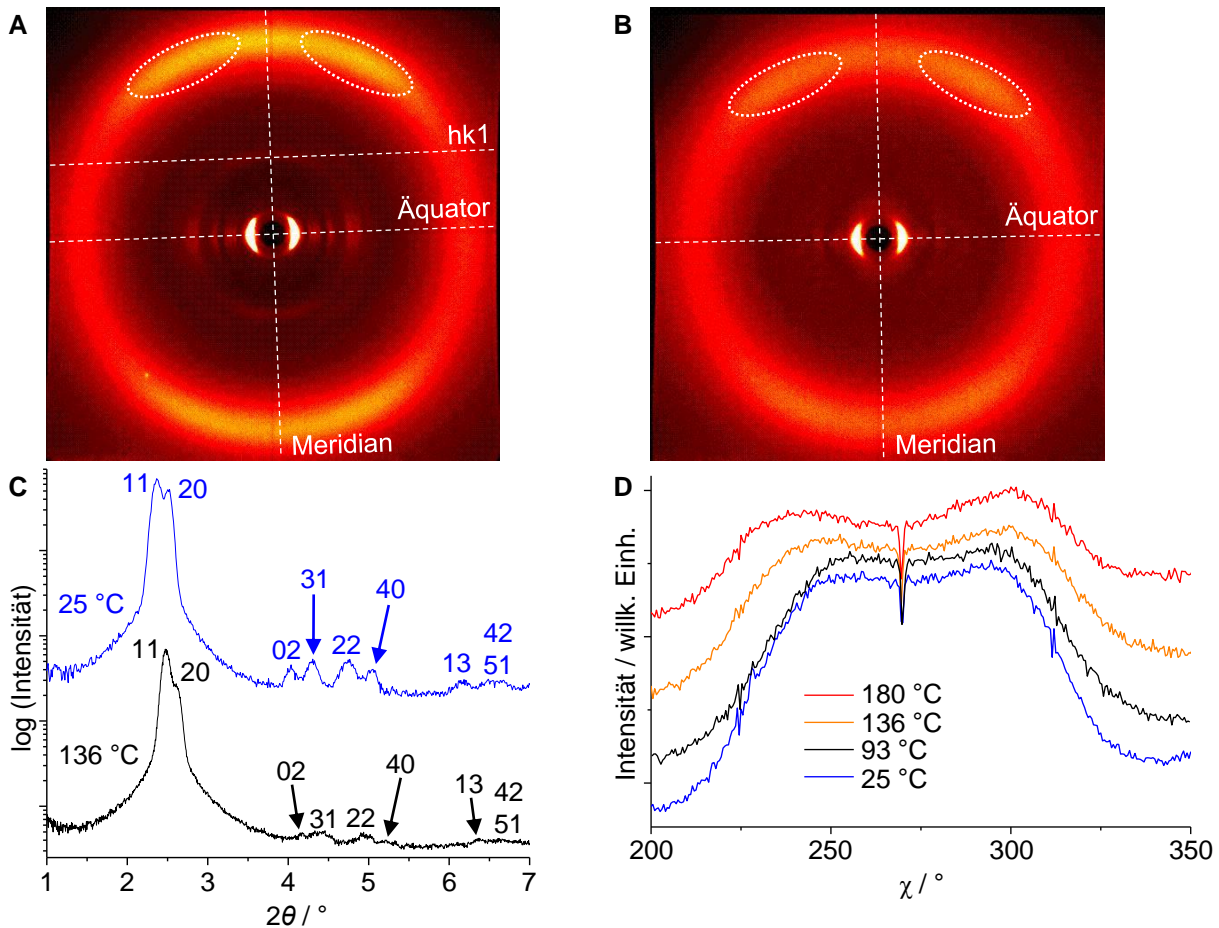 A
hk1
Äquator
Meridian
B
Äquator
Meridian
C
11
20
25 °C
31
40
02
22
42
13
51
11
20
136 °C
02
40
31
22
13
42
51
log (Intensität)
1
2
3
4
5
6
7
2θ / °
D
Intensität / willk. Einh.
180 °C
136 °C
93 °C
25 °C
200
250
300
350
χ / °